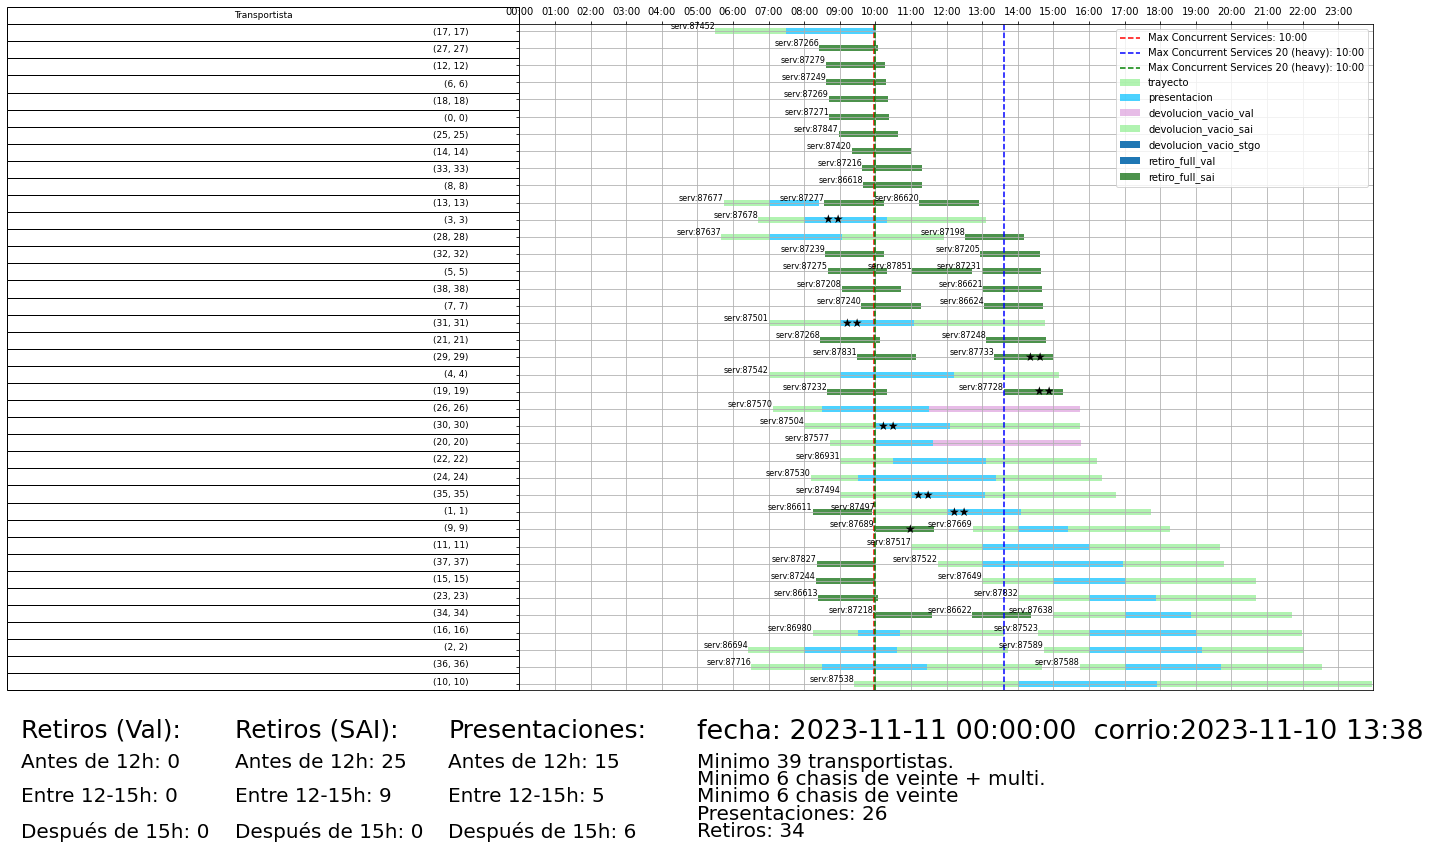 Transportista
00:00 01:00 02:00 03:00 04:00 05:00 06:00 07:00 08:00 09:00 10:00 11:00 12:00 13:00 14:00 15:00 16:00 17:00 18:00 19:00 20:00 21:00 22:00 23:00
Max Concurrent Services: 10:00
Max Concurrent Services 20 (heavy): 10:00
Max Concurrent Services 20 (heavy): 10:00
trayecto
presentacion
devolucion_vacio_val
devolucion_vacio_sai
devolucion_vacio_stgo
retiro_full_val
retiro_full_sai
(17, 17) serv:87452
(27, 27) serv:87266
(12, 12) serv:87279
(6, 6) serv:87249
(18, 18) serv:87269
(0, 0) serv:87271
(25, 25) serv:87847
(14, 14) serv:87420
(33, 33) serv:87216
(8, 8) serv:86618
(13, 13) serv:87677 serv:87277 serv:86620
(3, 3) serv:87678
(28, 28) serv:87637 serv:87198
(32, 32) serv:87239 serv:87205
(5, 5) serv:87275 serv:87851 serv:87231
(38, 38) serv:87208 serv:86621
(7, 7) serv:87240 serv:86624
(31, 31) serv:87501
(21, 21) serv:87268 serv:87248
(29, 29) serv:87831 serv:87733
(4, 4) serv:87542
(19, 19) serv:87232 serv:87728
(26, 26) serv:87570
(30, 30) serv:87504
(20, 20) serv:87577
(22, 22) serv:86931
(24, 24) serv:87530
(35, 35) serv:87494
(1, 1) serv:86611 serv:87497
(9, 9) serv:87689 serv:87669
(11, 11) serv:87517
(37, 37) serv:87827 serv:87522
(15, 15) serv:87244 serv:87649
(23, 23) serv:86613 serv:87832
(34, 34) serv:87218 serv:86622 serv:87638
(16, 16) serv:86980 serv:87523
(2, 2) serv:86694 serv:87589
(36, 36) serv:87716 serv:87588
(10, 10) serv:87538
Retiros (Val):
Antes de 12h: 0
Entre 12-15h: 0
Después de 15h: 0
Retiros (SAI):
Antes de 12h: 25
Entre 12-15h: 9
Después de 15h: 0
Presentaciones:
Antes de 12h: 15
Entre 12-15h: 5
Después de 15h: 6
fecha: 2023-11-11 00:00:00 corrio:2023-11-10 13:38
Minimo 39 transportistas.
Minimo 6 chasis de veinte + multi.
Minimo 6 chasis de veinte
Presentaciones: 26
Retiros: 34